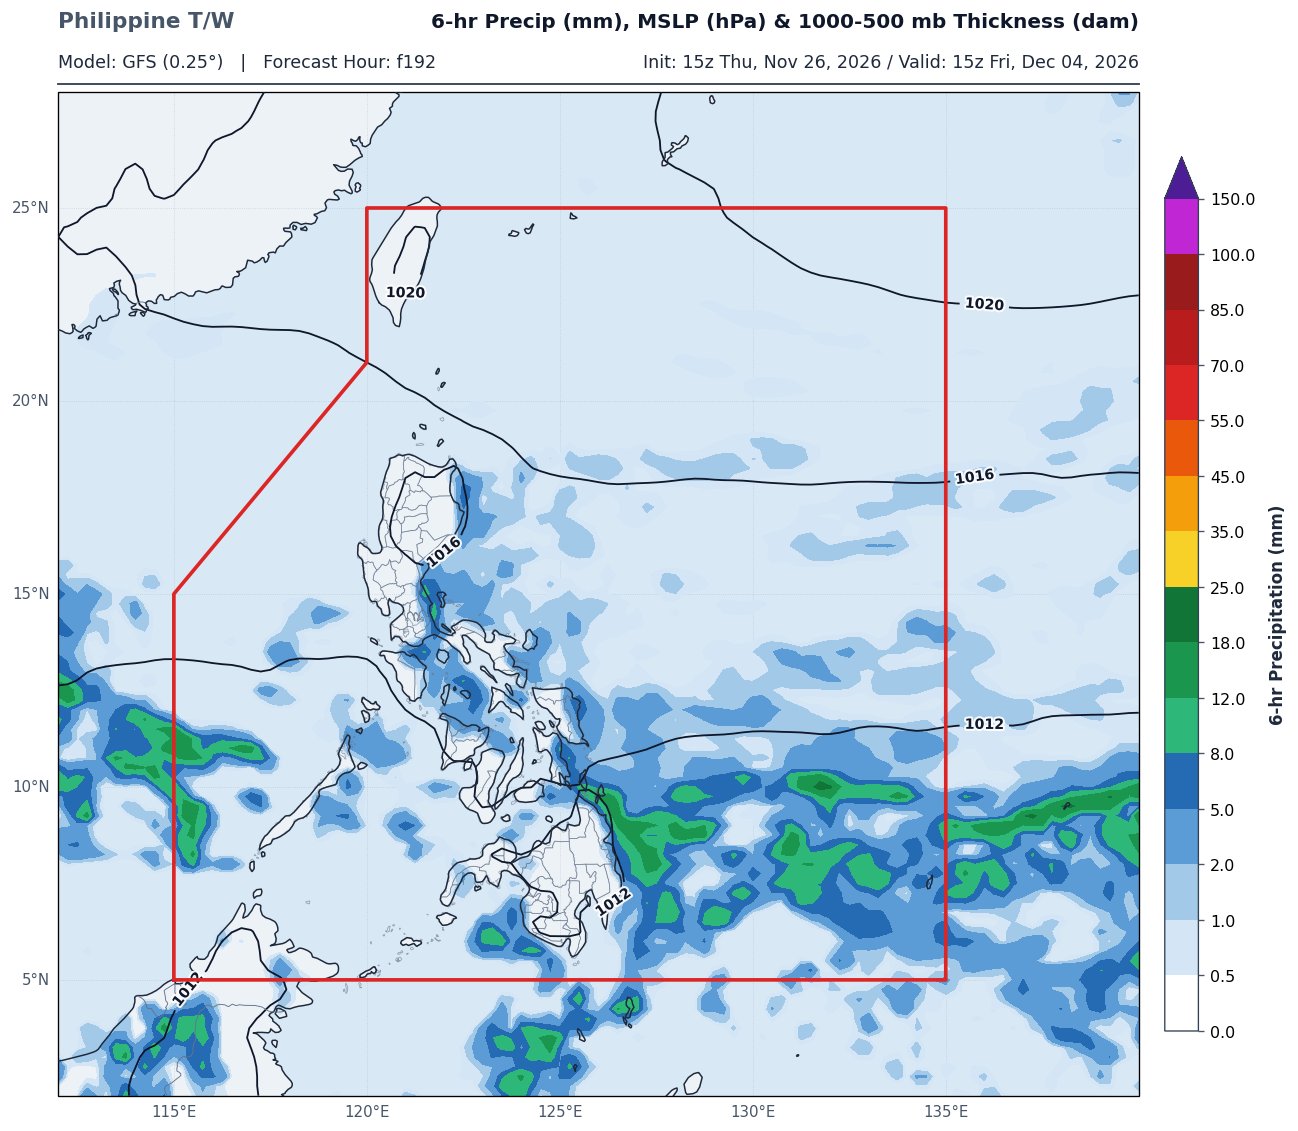 Philippine T/W
6-hr Precip (mm), MSLP (hPa) & 1000-500 mb Thickness (dam)
Model: GFS (0.25°) | Forecast Hour: f192
Init: 15z Thu, Nov 26, 2026 / Valid: 15z Fri, Dec 04, 2026
25°N
20°N
15°N
10°N
5°N
115°E
120°E
125°E
130°E
135°E
1020
1020
1016
1016
1012
1012
1012
150.0
100.0
85.0
70.0
55.0
45.0
35.0
25.0
18.0
12.0
8.0
5.0
2.0
1.0
0.5
0.0
6-hr Precipitation (mm)